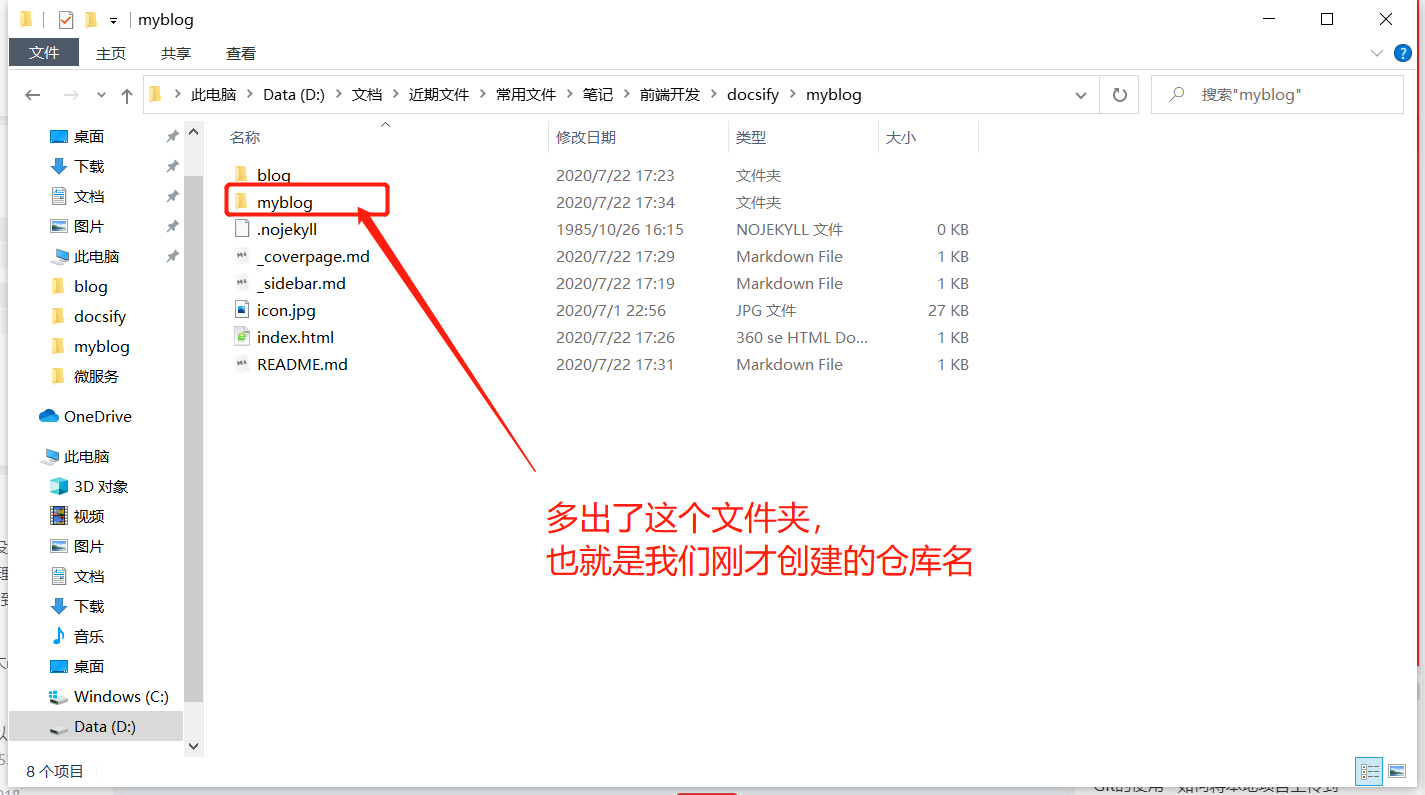 myblog
文件 主页 共享 查看
此电脑 Data (D:) 文档 近期文件 常用文件 笔记 前端开发 docsify myblog
搜索"myblog"
名称 修改日期 类型 大小
blog 2020/7/22 17:23 文件夹
myblog 2020/7/22 17:34 文件夹
.nojekyll 1985/10/26 16:15 NOJEKYLL 文件 0 KB
_coverpage.md 2020/7/22 17:29 Markdown File 1 KB
_sidebar.md 2020/7/22 17:19 Markdown File 1 KB
icon.jpg 2020/7/1 22:56 JPG 文件 27 KB
index.html 2020/7/22 17:26 360 se HTML Do... 1 KB
README.md 2020/7/22 17:31 Markdown File 1 KB
桌面
下载
文档
图片
此电脑
blog
docsify
myblog
微服务
OneDrive
此电脑
3D 对象
视频
图片
文档
下载
音乐
桌面
Windows (C:)
Data (D:)
多出了这个文件夹，
也就是我们刚才创建的仓库名
8 个项目